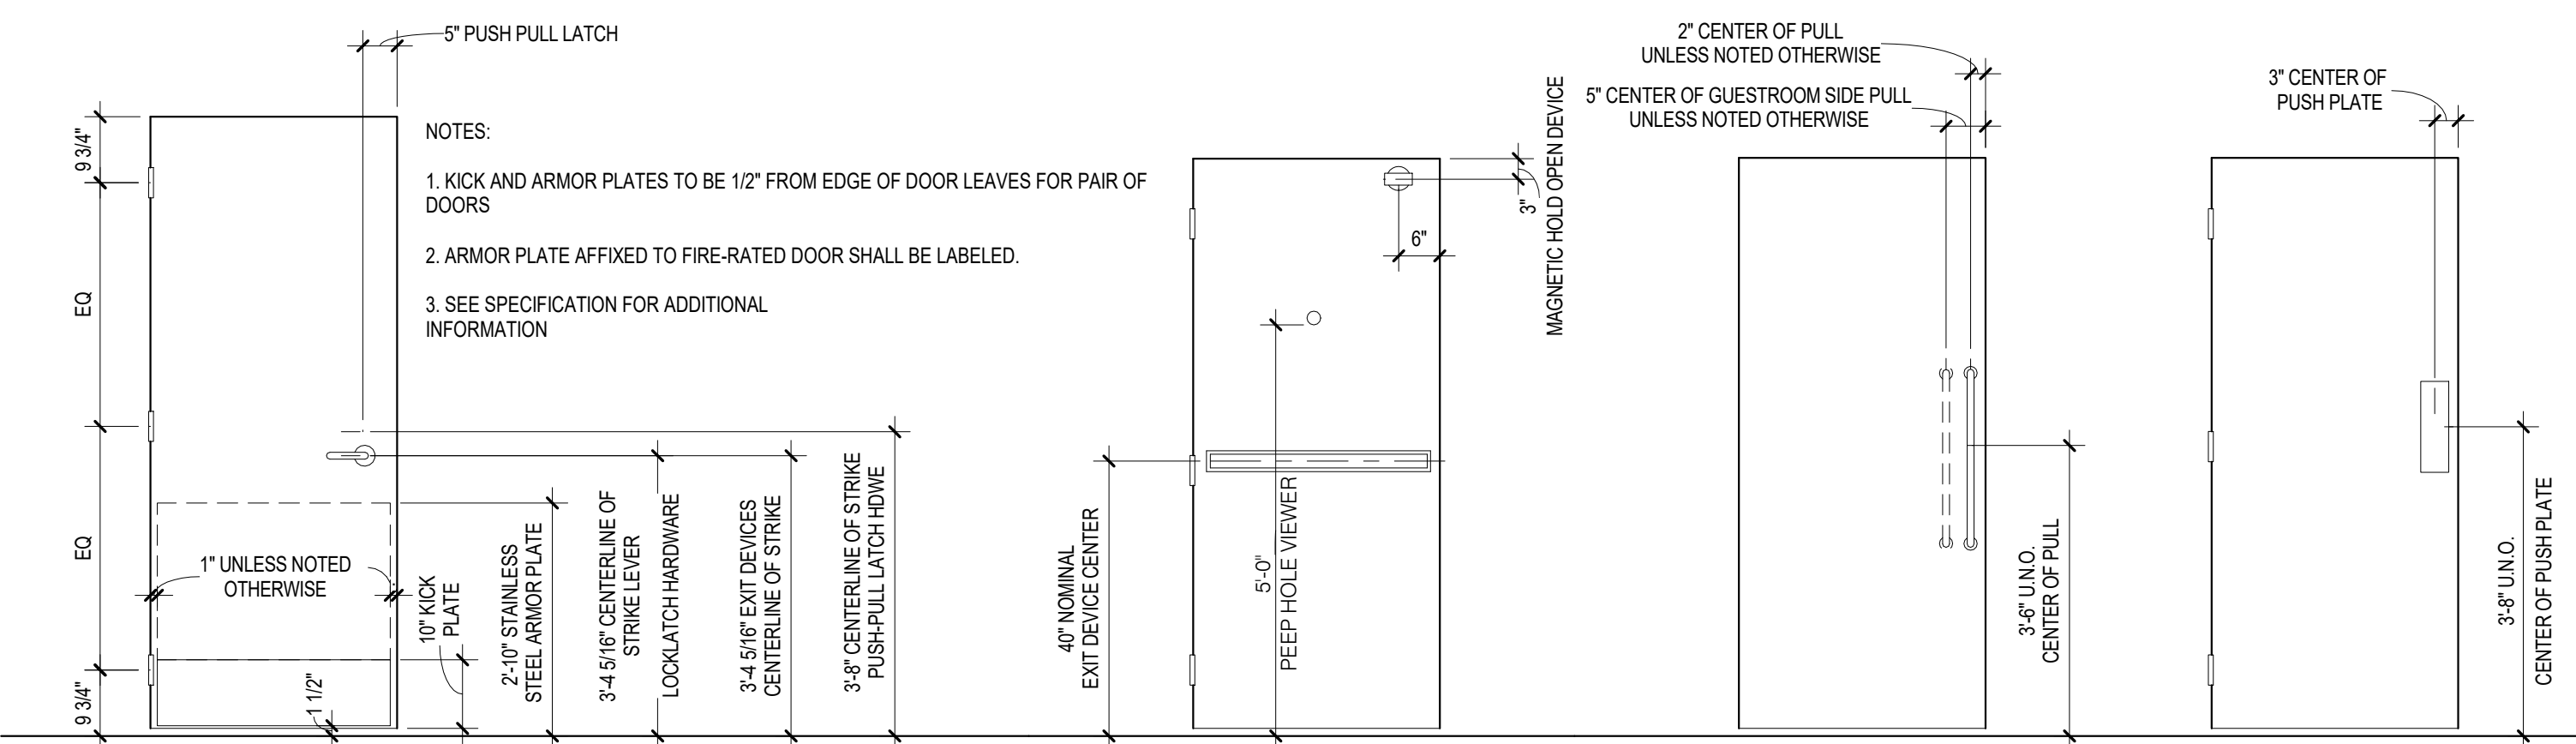 5" PUSH PULL LATCH
9 3/4"
EQ
EQ
9 3/4"
NOTES:
1. KICK AND ARMOR PLATES TO BE 1/2" FROM EDGE OF DOOR LEAVES FOR PAIR OF
DOORS
2. ARMOR PLATE AFFIXED TO FIRE-RATED DOOR SHALL BE LABELED.
3. SEE SPECIFICATION FOR ADDITIONAL
INFORMATION
1" UNLESS NOTED
OTHERWISE
1 1/2"
10" KICK
PLATE
2'-10" STAINLESS
STEEL ARMOR PLATE
3'-4 5/16" CENTERLINE OF
STRIKE LEVER
LOCKLATCH HARDWARE
3'-4 5/16" EXIT DEVICES
CENTERLINE OF STRIKE
3'-8" CENTERLINE OF STRIKE
PUSH-PULL LATCH HDWE
3"
MAGNETIC HOLD OPEN DEVICE
6"
40" NOMINAL
EXIT DEVICE CENTER
5'-0"
PEEP HOLE VIEWER
2" CENTER OF PULL
UNLESS NOTED OTHERWISE
5" CENTER OF GUESTROOM SIDE PULL
UNLESS NOTED OTHERWISE
3'-6" U.N.O.
CENTER OF PULL
3" CENTER OF
PUSH PLATE
3'-8" U.N.O.
CENTER OF PUSH PLATE